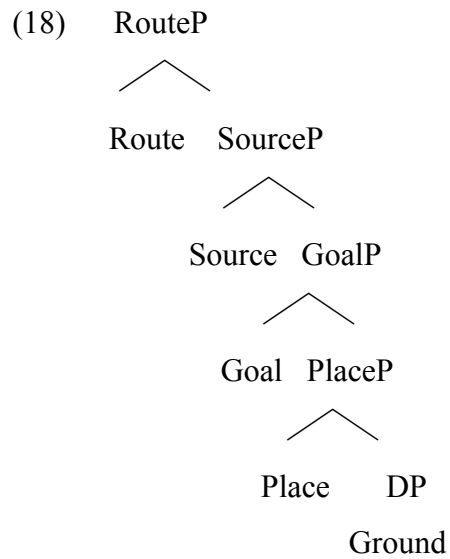 (18) RouteP
Route SourceP
Source GoalP
Goal PlaceP
Place DP
Ground